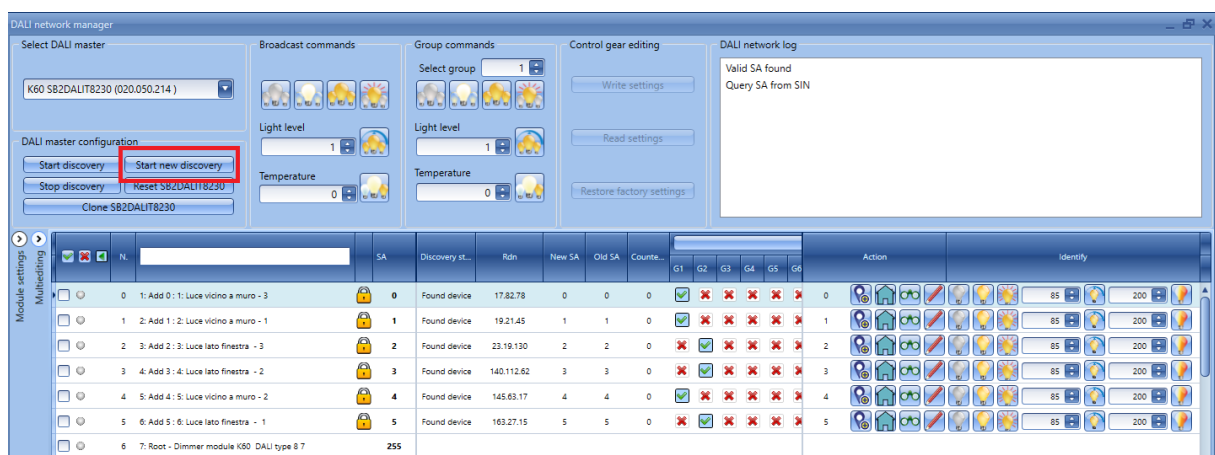 DALI network manager
Select DALI master
K60 SB2DALIT8230 (020.050.214 )
DALI master configuration
Start discovery
Start new discovery
Stop discovery
Reset SB2DALIT8230
Clone SB2DALIT8230
Broadcast commands
Light level
1
Temperature
0
Group commands
Select group 1
Light level
1
Temperature
0
Control gear editing
Write settings
Read settings
Restore factory settings
DALI network log
Valid SA found
Query SA from SIN
Module settings
Multiediting
N. SA Discovery st... Rdn New SA Old SA Counte... G1 G2 G3 G4 G5 G6 Action Identify
0 1: Add 0 : 1: Luce vicino a muro - 3 0 Found device 17.82.78 0 0 0 0 85 200
1 2: Add 1 : 2: Luce vicino a muro - 1 1 Found device 19.21.45 1 1 0 1 85 200
2 3: Add 2 : 3: Luce lato finestra - 3 2 Found device 23.19.130 2 2 0 2 85 200
3 4: Add 3 : 4: Luce lato finestra - 2 3 Found device 140.112.62 3 3 0 3 85 200
4 5: Add 4 : 5: Luce vicino a muro - 2 4 Found device 145.63.17 4 4 0 4 85 200
5 6: Add 5 : 6: Luce lato finestra - 1 5 Found device 163.27.15 5 5 0 5 85 200
6 7: Root - Dimmer module K60 DALI type 8 7 255